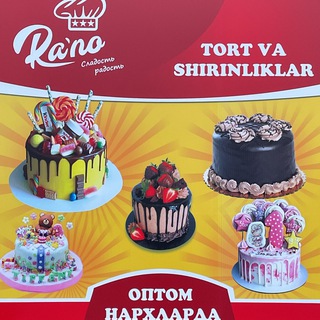 Ra'no
Сладость
радость
TORT VA
SHIRINLIKLAR
ОПТОМ
НАРХЛАРДА